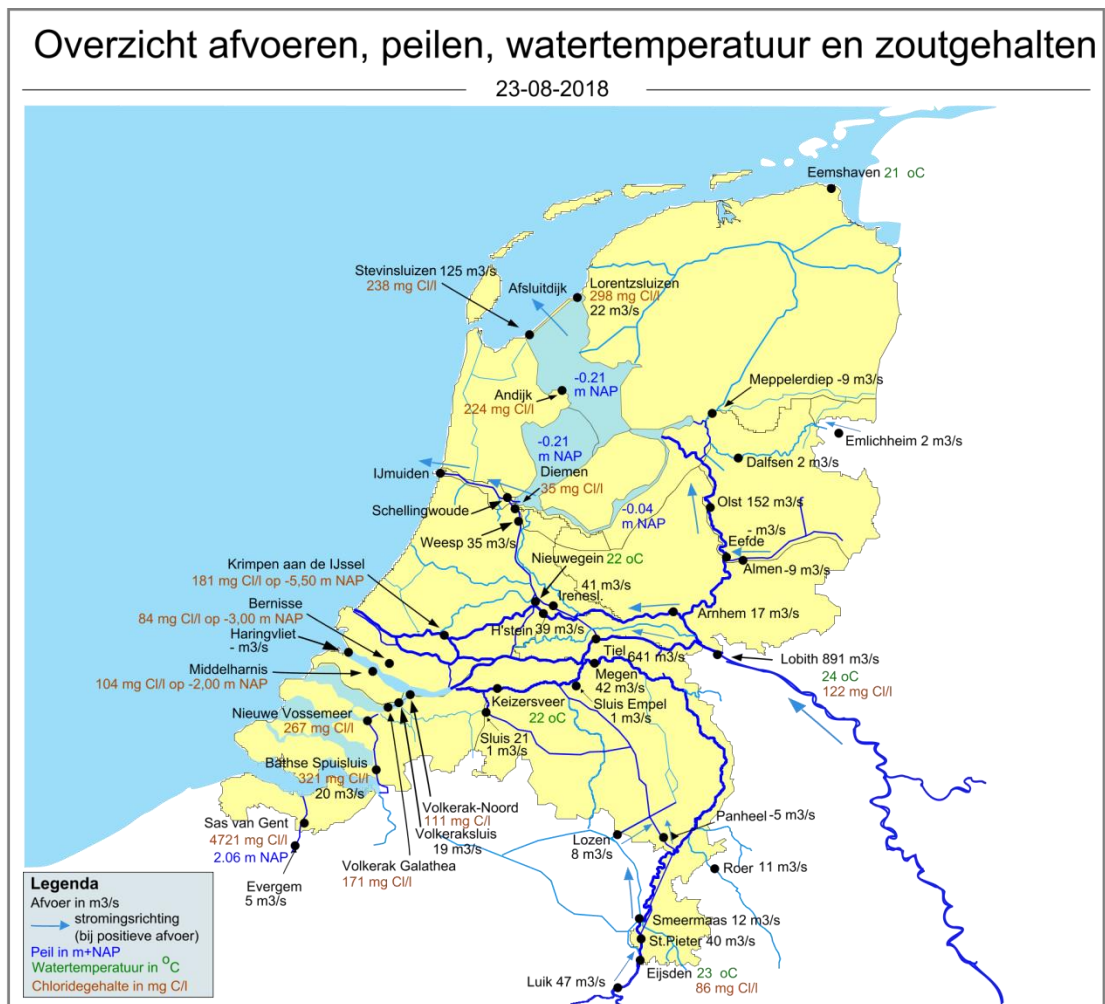 Overzicht afvoeren, peilen, watertemperatuur en zoutgehalten
23-08-2018
Eemshaven 21 oC
Stevinsluizen 125 m3/s
238 mg Cl/l
Afsluitdijk
Lorentzsluizen
298 mg Cl/l
22 m3/s
-0.21
m NAP
Andijk
224 mg Cl/l
Meppelerdiep -9 m3/s
Emlichheim 2 m3/s
Dalfsen 2 m3/s
-0.21
m NAP
IJmuiden
Diemen
35 mg Cl/l
Schellingwoude
Weesp 35 m3/s
-0.04
m NAP
Olst 152 m3/s
- m3/s
Eefde
Almen -9 m3/s
Nieuwegein 22 oC
41 m3/s
Irenesl.
Krimpen aan de IJssel
181 mg Cl/l op -5,50 m NAP
Bernisse
84 mg Cl/l op -3,00 m NAP
Haringvliet
- m3/s
Middelharnis
104 mg Cl/l op -2,00 m NAP
H'stein 39 m3/s
Arnhem 17 m3/s
Tiel 641 m3/s
Lobith 891 m3/s
24 oC
122 mg Cl/l
Megen
42 m3/s
Sluis Empel
1 m3/s
Keizersveer
22 oC
Sluis 21
1 m3/s
Nieuwe Vossemeer
267 mg Cl/l
Bathse Spuisluis
321 mg Cl/l
20 m3/s
Volkerak-Noord
111 mg C/l
Volkeraksluis
19 m3/s
Volkerak Galathea
171 mg Cl/l
Sas van Gent
4721 mg Cl/l
2.06 m NAP
Evergem
5 m3/s
Panheel -5 m3/s
Lozen
8 m3/s
Roer 11 m3/s
Smeermaas 12 m3/s
St.Pieter 40 m3/s
Eijsden 23 oC
86 mg Cl/l
Luik 47 m3/s
Legenda
Afvoer in m3/s
stromingsrichting
(bij positieve afvoer)
Peil in m+NAP
Watertemperatuur in °C
Chloridegehalte in mg C/l